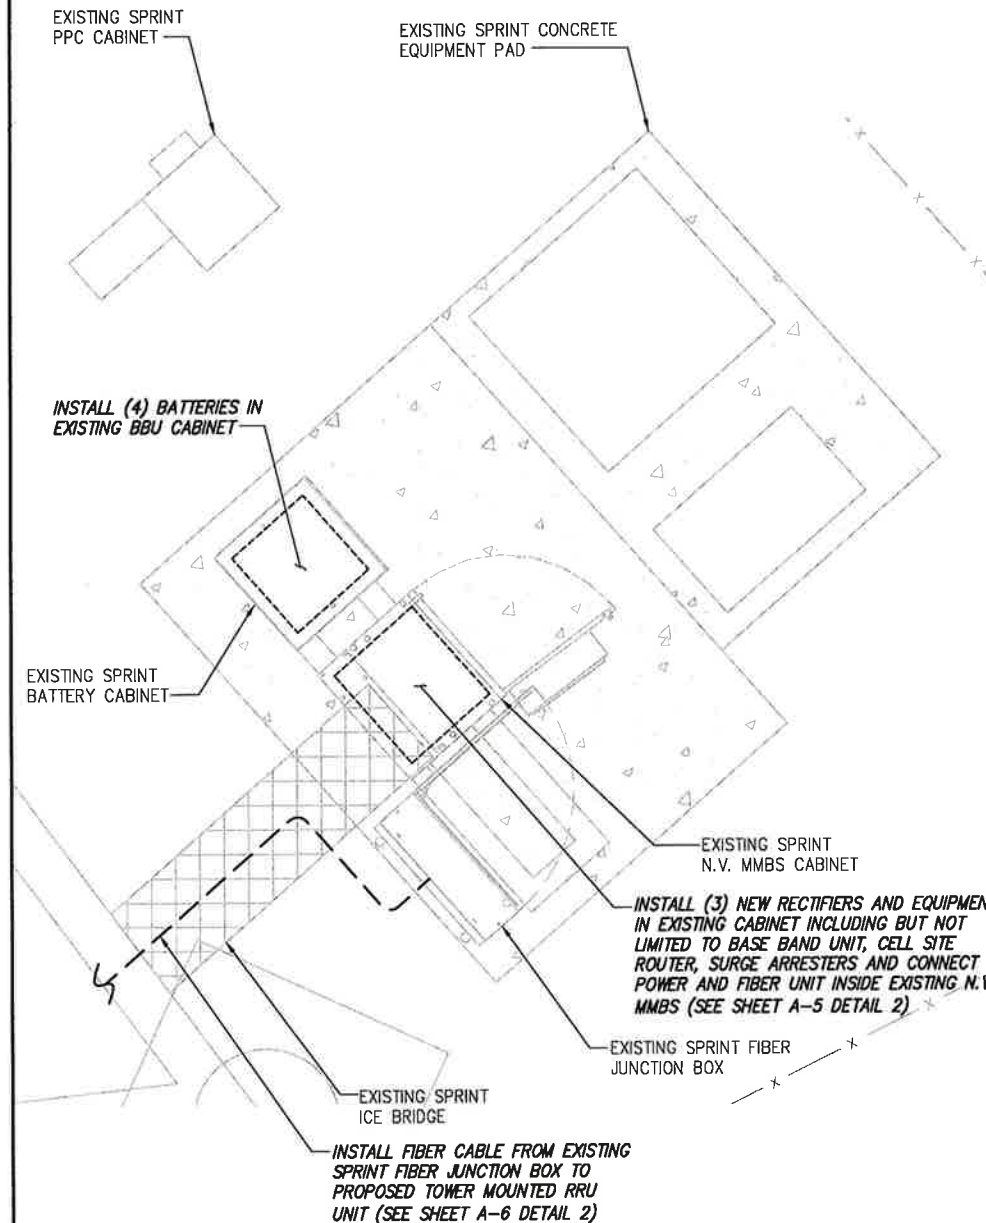 EXISTING SPRINT
PPC CABINET
EXISTING SPRINT CONCRETE
EQUIPMENT PAD
INSTALL (4) BATTERIES IN
EXISTING BBU CABINET
EXISTING SPRINT
BATTERY CABINET
EXISTING SPRINT
N.V. MMBS CABINET
INSTALL (3) NEW RECTIFIERS AND EQUIPMEN
IN EXISTING CABINET INCLUDING BUT NOT
LIMITED TO BASE BAND UNIT, CELL SITE
ROUTER, SURGE ARRESTERS AND CONNECT
POWER AND FIBER UNIT INSIDE EXISTING N.V
MMBS (SEE SHEET A-5 DETAIL 2)
EXISTING SPRINT FIBER
JUNCTION BOX
EXISTING SPRINT
ICE BRIDGE
INSTALL FIBER CABLE FROM EXISTING
SPRINT FIBER JUNCTION BOX TO
PROPOSED TOWER MOUNTED RRU
UNIT (SEE SHEET A-6 DETAIL 2)